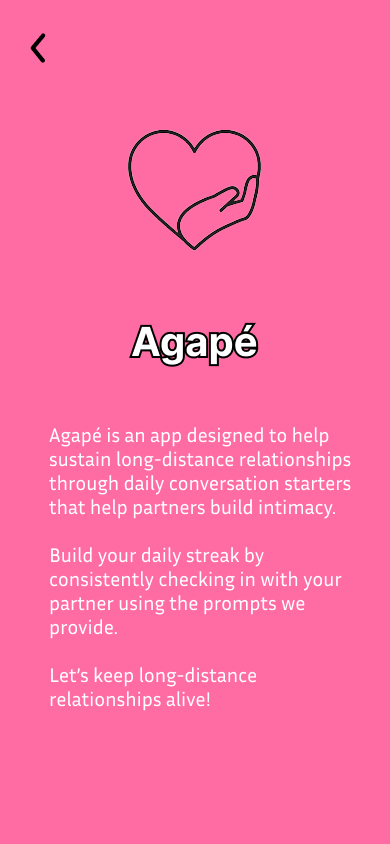 Agapé
Agapé is an app designed to help
sustain long-distance relationships
through daily conversation starters
that help partners build intimacy.
Build your daily streak by
consistently checking in with your
partner using the prompts we
provide.
Let's keep long-distance
relationships alive!